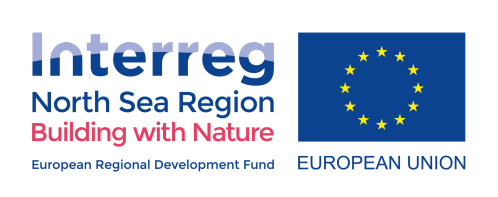 Interreg
North Sea Region
Building with Nature
European Regional Development Fund
EUROPEAN UNION